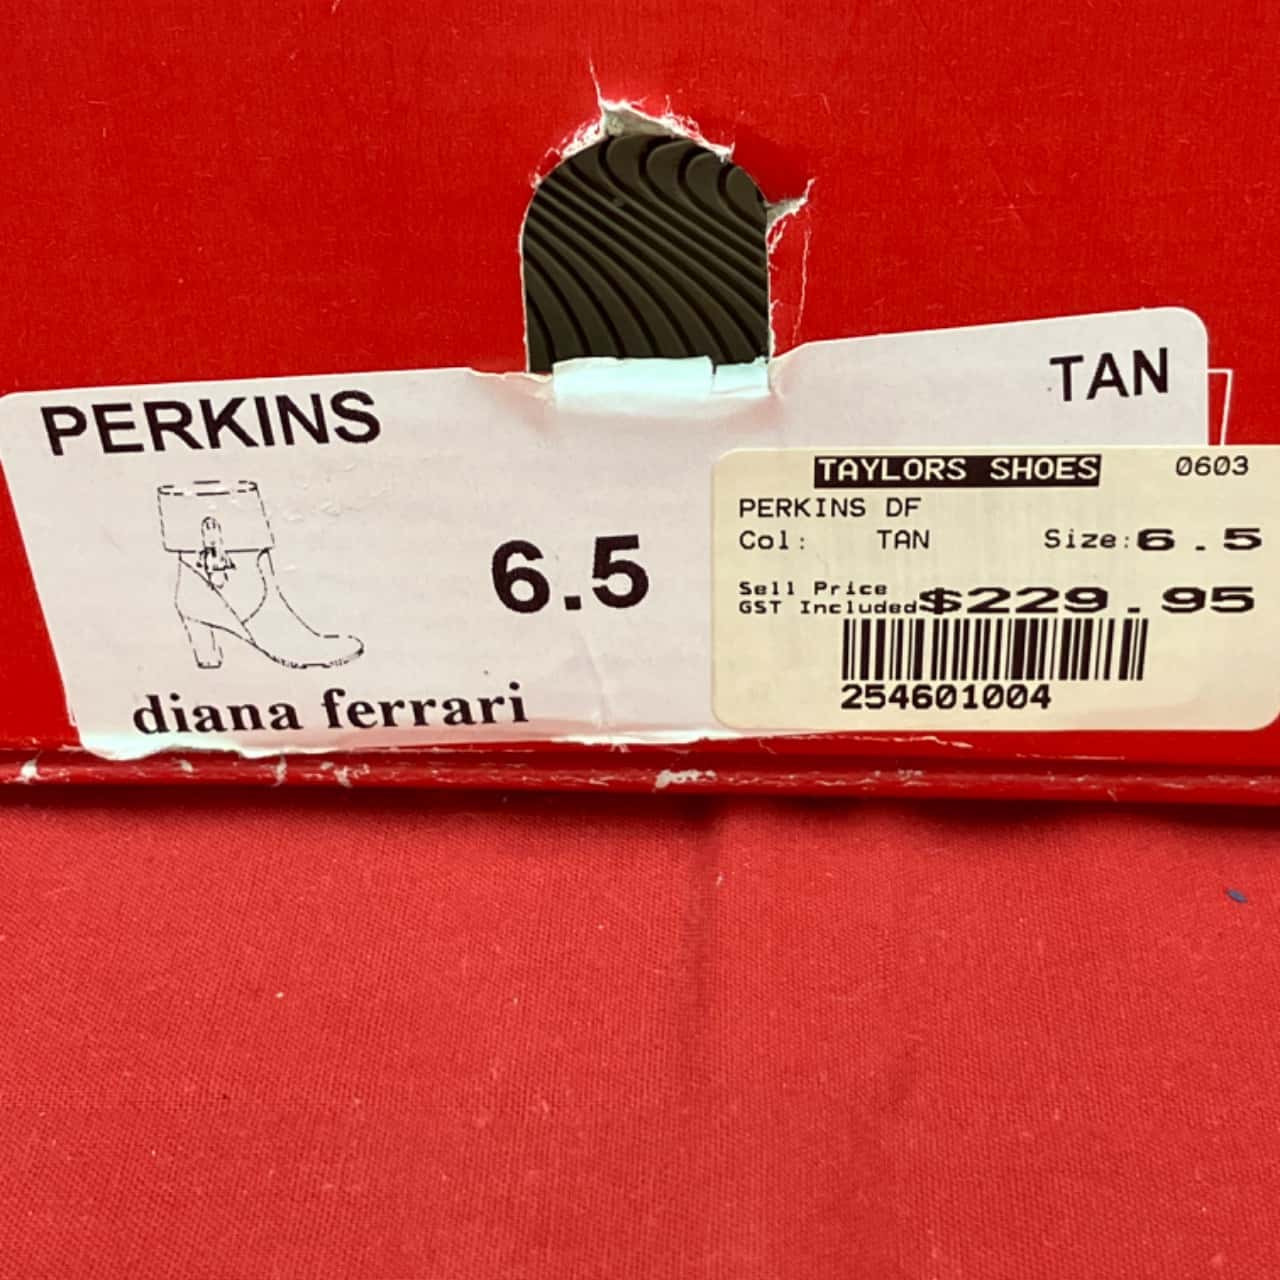 PERKINS
TAN
6.5
diana ferrari
TAYLORS SHOES 0603
PERKINS DF
Col: TAN Size:6.5
Sell Price
GST Included $229.95
254601004